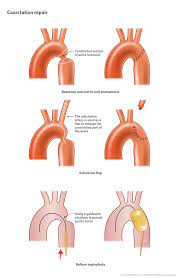 Coarctation repair
Constricted section
of aorta removed
Resection and end-to-end anastomosis
The subclavian
artery is used as a
flap to enlarge the
constricted part of
the aorta
Subclavian flap
Using a guidewire
a balloon is passed
up the aorta
Balloon angioplasty